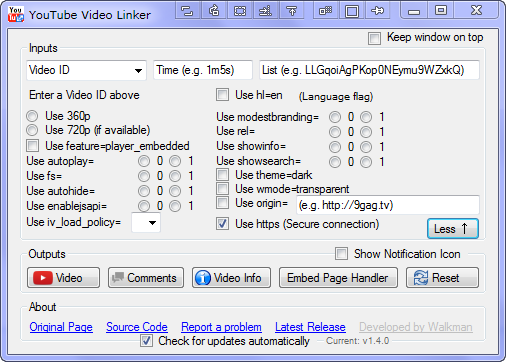 You Tube YouTube Video Linker
Keep window on top
Inputs
Video ID Time (e.g. 1m5s) List (e.g. LLGqoiAgPKop0NEymu9WZxkQ)
Enter a Video ID above Use hl=en (Language flag)
Use 360p Use modestbranding= 0 1
Use 720p (if available) Use rel= 0 1
Use feature=player_embedded Use showinfo= 0 1
Use autoplay= 0 1 Use showsearch= 0 1
Use fs= 0 1 Use theme=dark
Use autohide= 0 1 Use wmode=transparent
Use enablejsapi= 0 1 Use origin= (e.g. http://9gag.tv)
Use iv_load_policy= Use https (Secure connection) Less ↑
Outputs Show Notification Icon
Video Comments Video Info Embed Page Handler Reset
About
Original Page Source Code Report a problem Latest Release Developed by Walkman
Check for updates automatically Current: v1.4.0